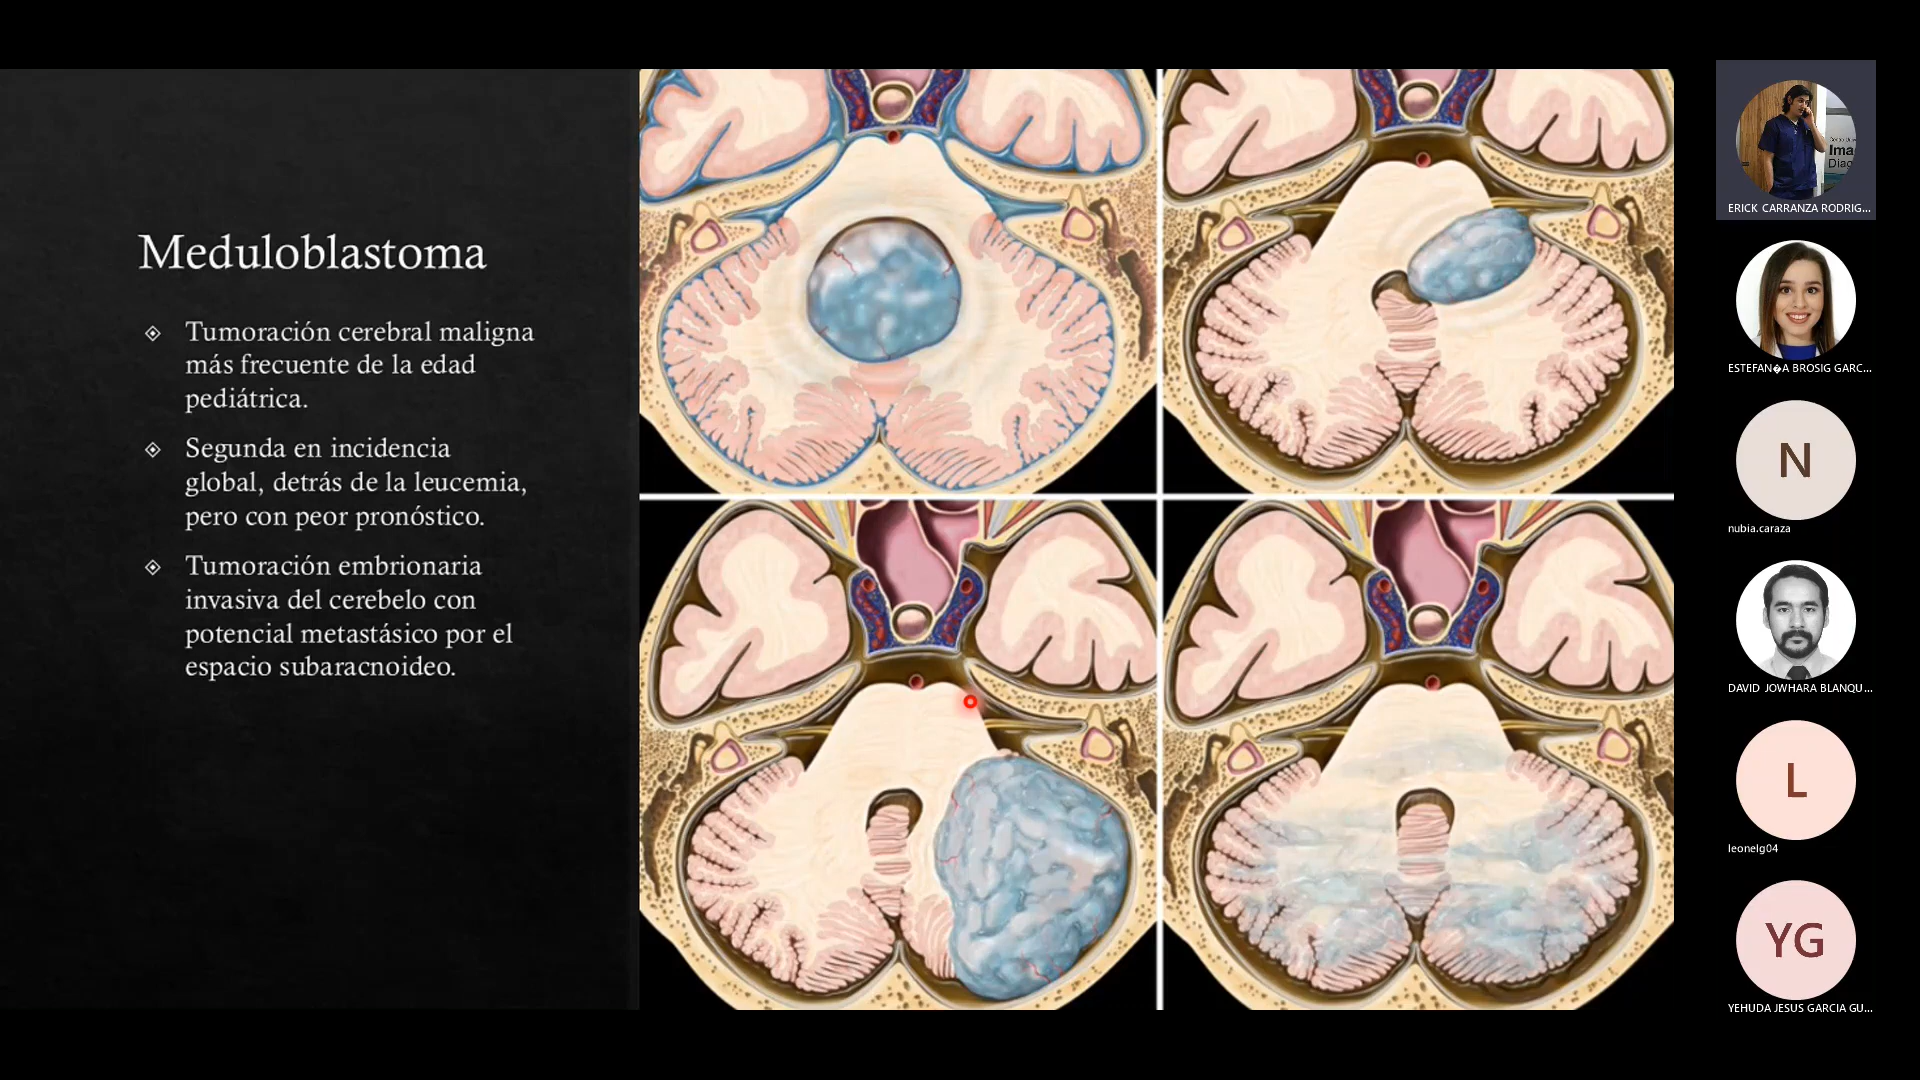 Meduloblastoma
Tumoración cerebral maligna
más frecuente de la edad
pediátrica.
Segunda en incidencia
global, detrás de la leucemia,
pero con peor pronóstico.
Tumoración embrionaria
invasiva del cerebelo con
potencial metastásico por el
espacio subaracnoideo.
Ima
Diag
ERICK CARRANZA RODRIG...
ESTEFAN�A BROSIG GARC...
N
nubia.caraza
DAVID JOWHARA BLANQU...
L
leonelg04
YG
YEHUDA JESUS GARCIA GU...